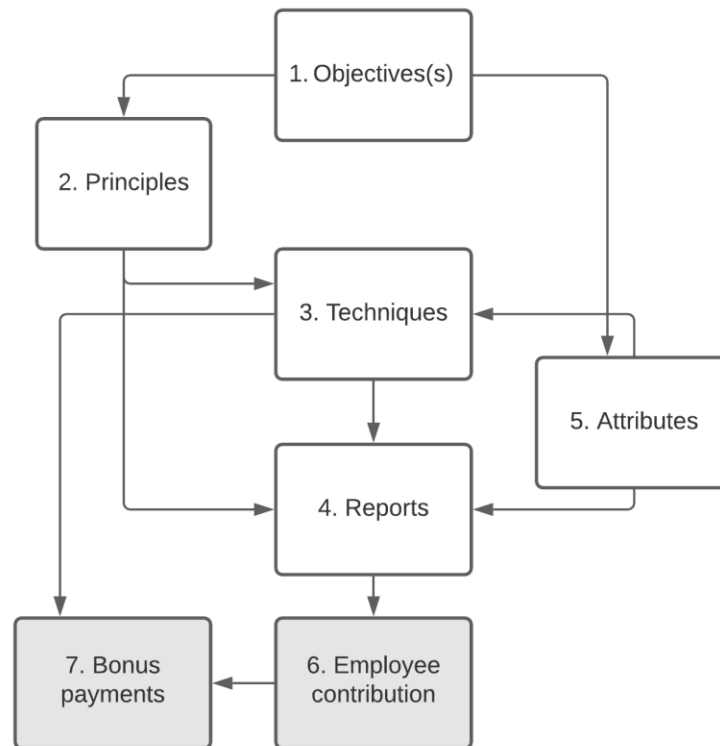 1. Objectives(s)
2. Principles
3. Techniques
5. Attributes
4. Reports
7. Bonus
payments
6. Employee
contribution